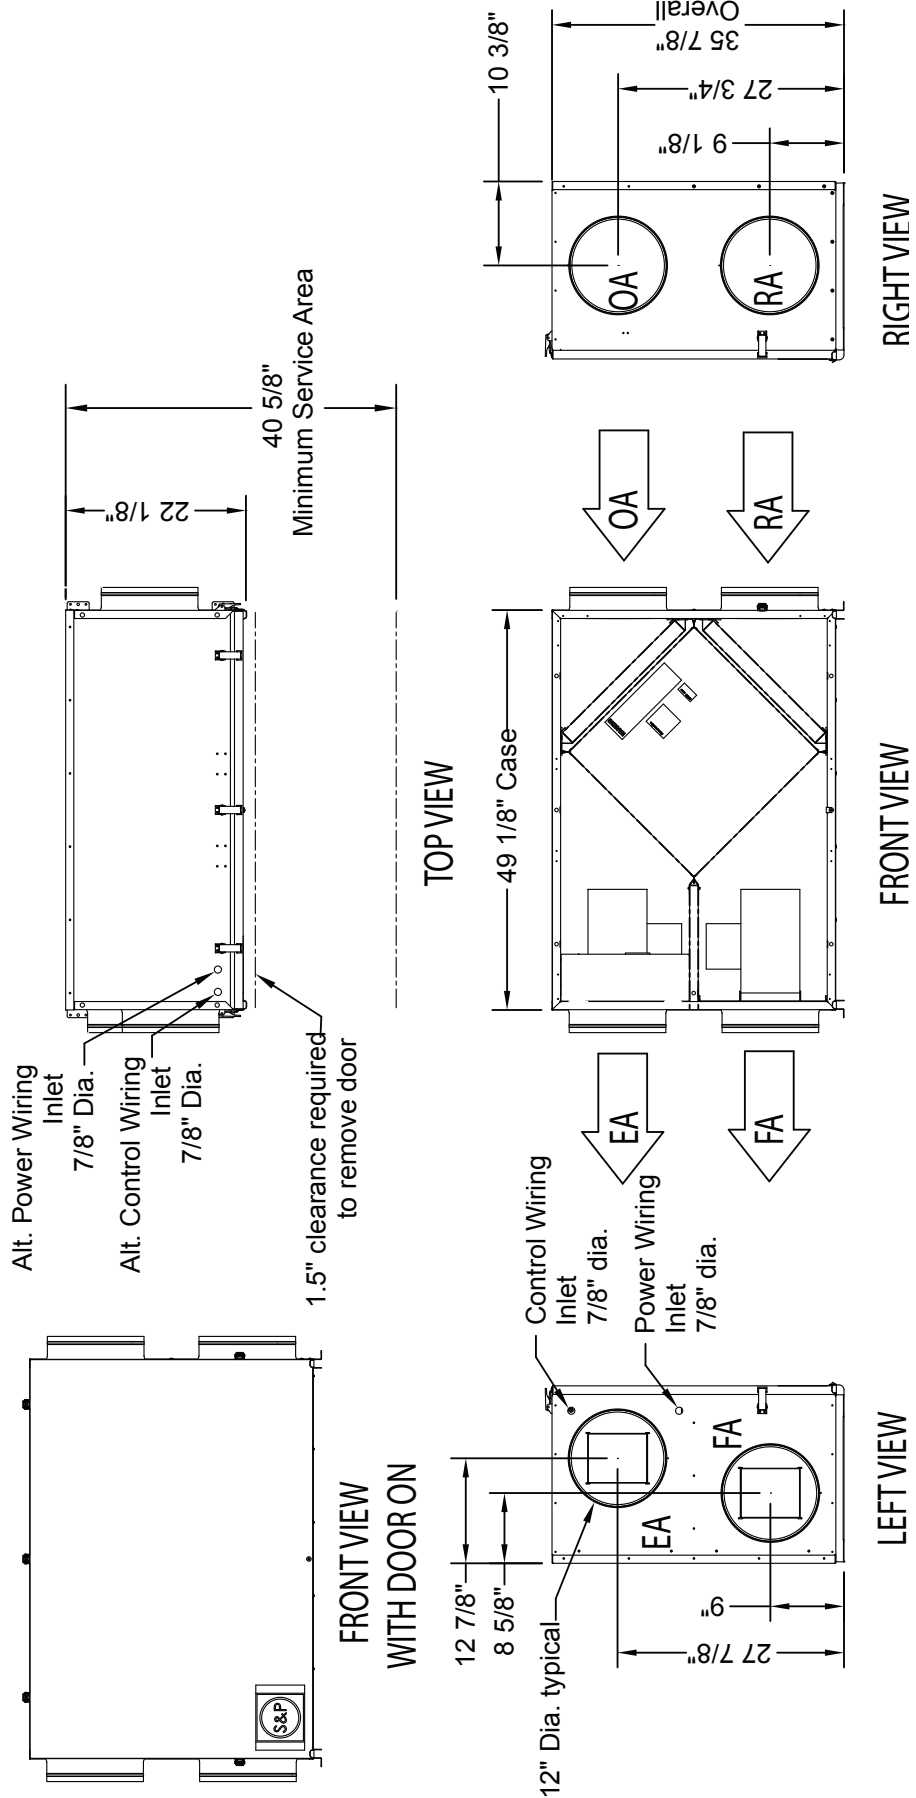 Alt. Power Wiring
Inlet
7/8" Dia.
Alt. Control Wiring
Inlet
7/8" Dia.
1.5" clearance required
to remove door
22 1/8"
40 5/8"
Minimum Service Area
TOP VIEW
S&P
FRONT VIEW
WITH DOOR ON
12 7/8"
8 5/8"
12" Dia. typical
Control Wiring
Inlet
7/8" dia.
Power Wiring
Inlet
7/8" dia.
EA
FA
27 7/8"
9"
LEFT VIEW
49 1/8" Case
EA
FA
OA
RA
FRONT VIEW
10 3/8"
OA
RA
9 1/8"
27 3/4"
35 7/8"
Overall
RIGHT VIEW